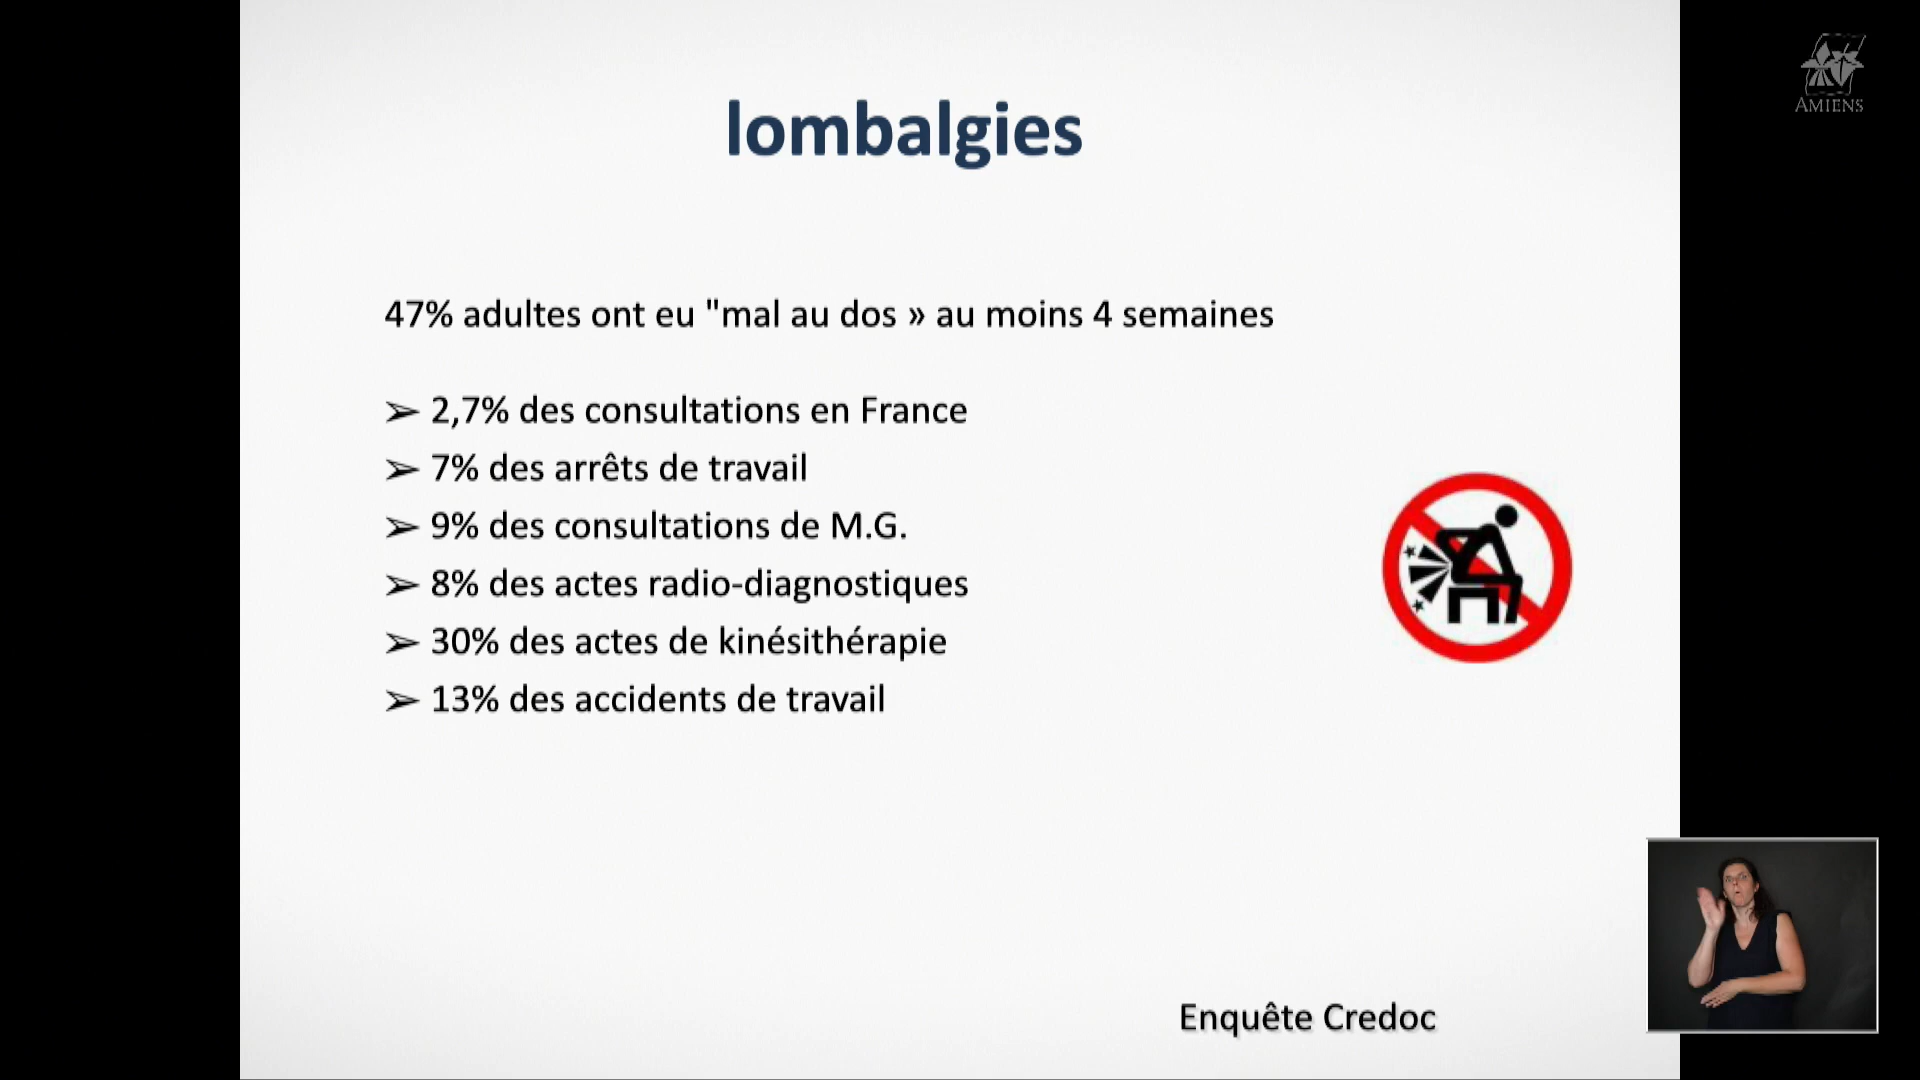 AMIENS
lombalgies
47% adultes ont eu "mal au dos » au moins 4 semaines
➢ 2,7% des consultations en France
➢ 7% des arrêts de travail
➢ 9% des consultations de M.G.
➢ 8% des actes radio-diagnostiques
➢ 30% des actes de kinésithérapie
➢ 13% des accidents de travail
Enquête Credoc